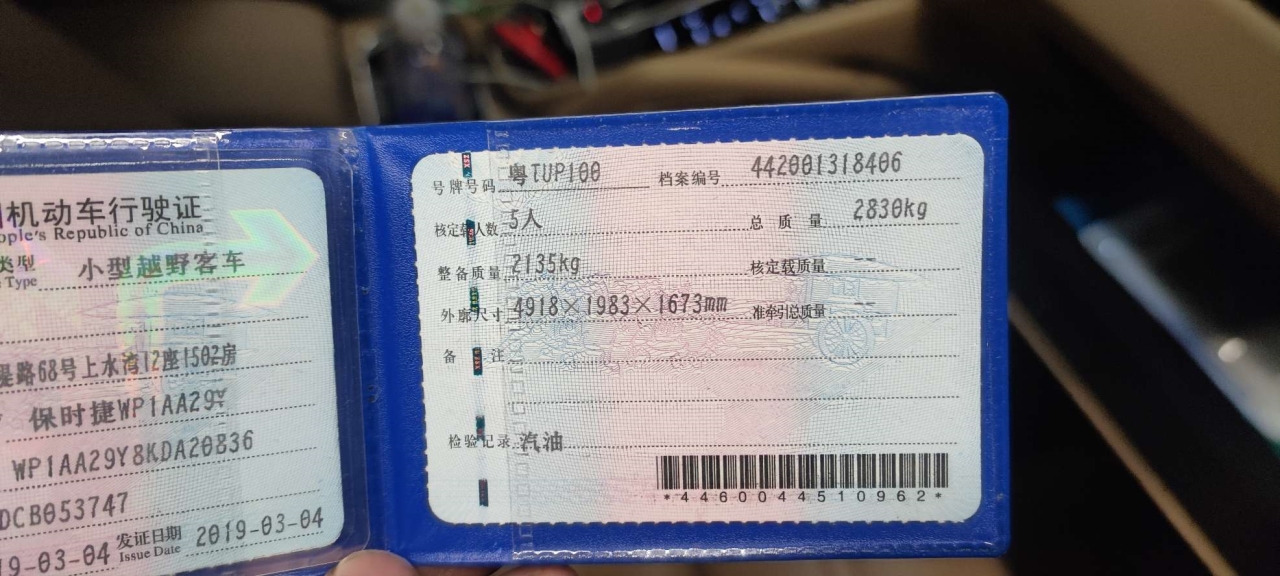 机动车行驶证
ople's Republic of China
类型 小型越野客车
Type
堤路68号上水湾12座1502房
保时捷WP1AA29Y
WP1AA29Y8KDA20836
DCB053747
19-03-04 发证日期 2019-03-04
Issue Date
号牌号码 粤TUP100 档案编号 442001318406
核定载人数 5人 总质量 2830kg
整备质量 2135kg 核定载质量 --
外廓尺寸 4918×1983×1673mm 准牵引总质量 --
备注
检验记录 汽油
*4460044510962*